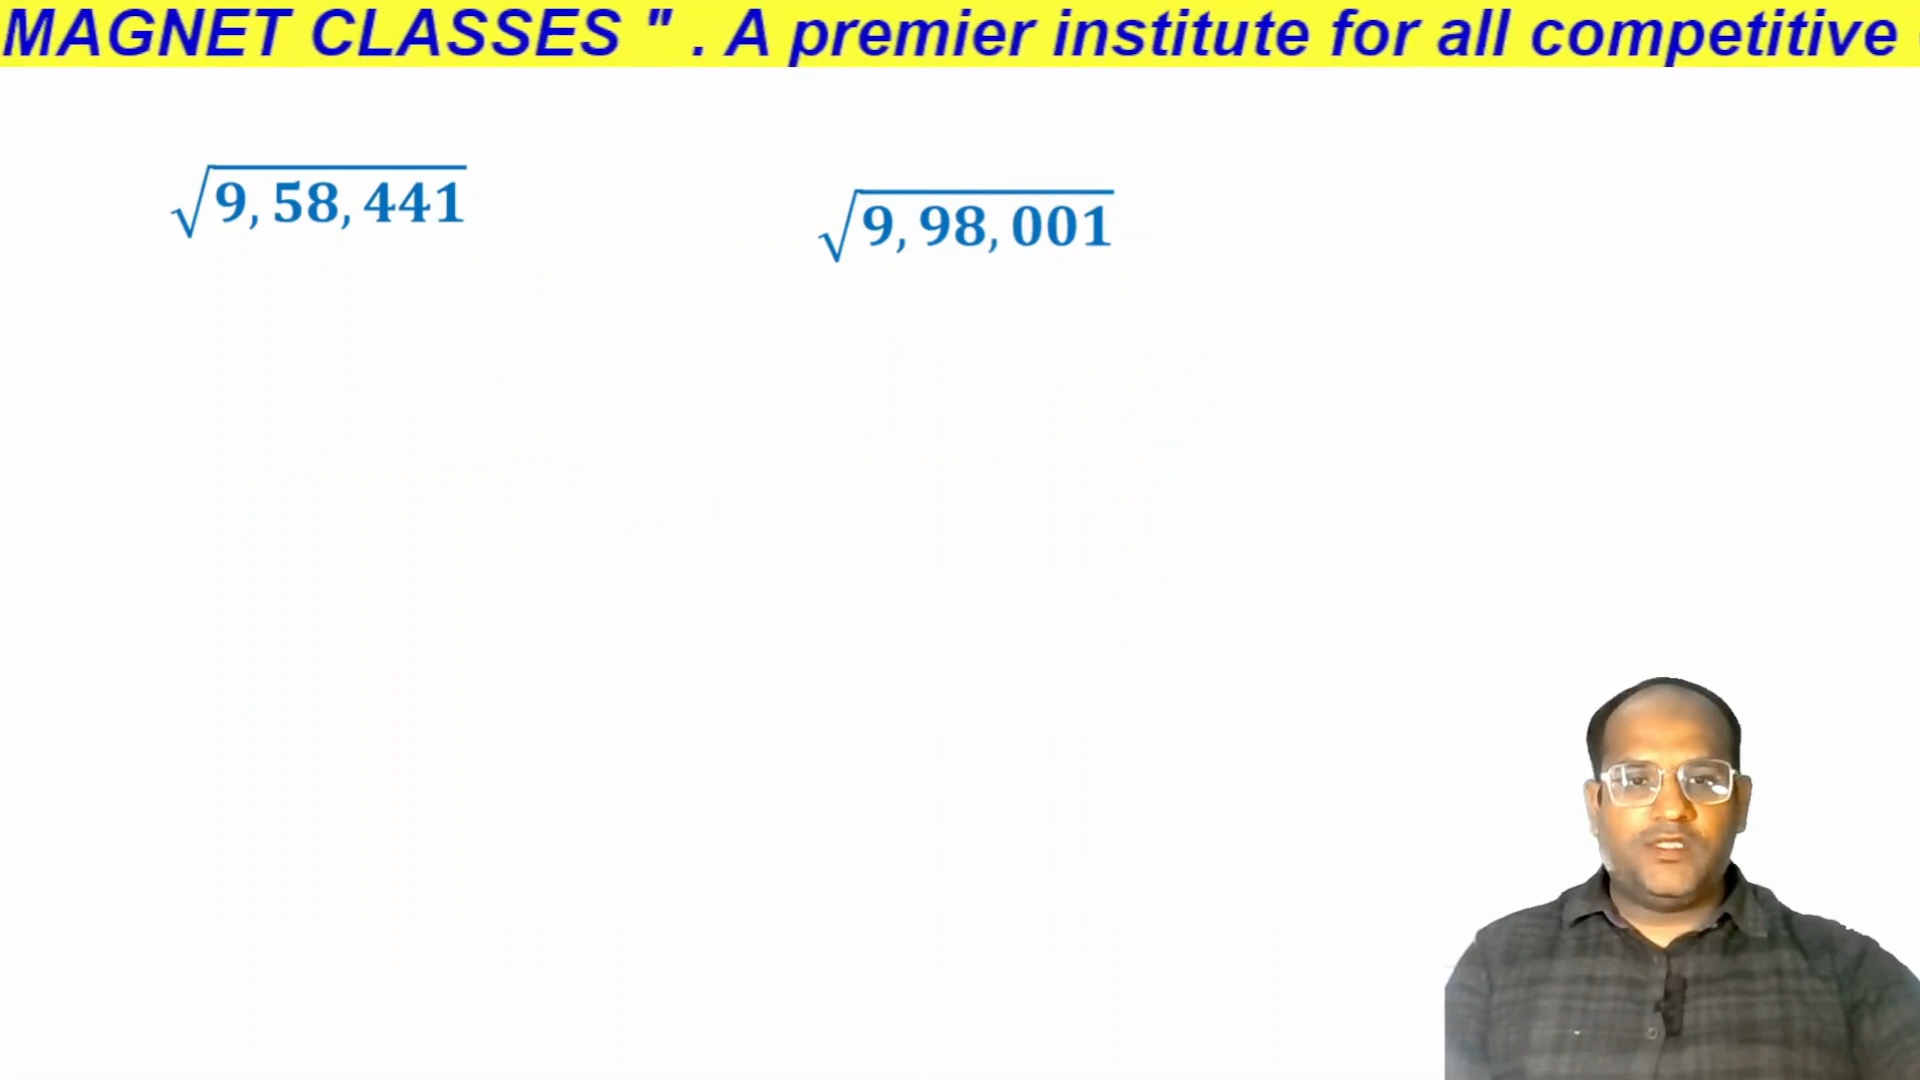 MAGNET CLASSES " . A premier institute for all competitive
√9,58,441
√9,98,001